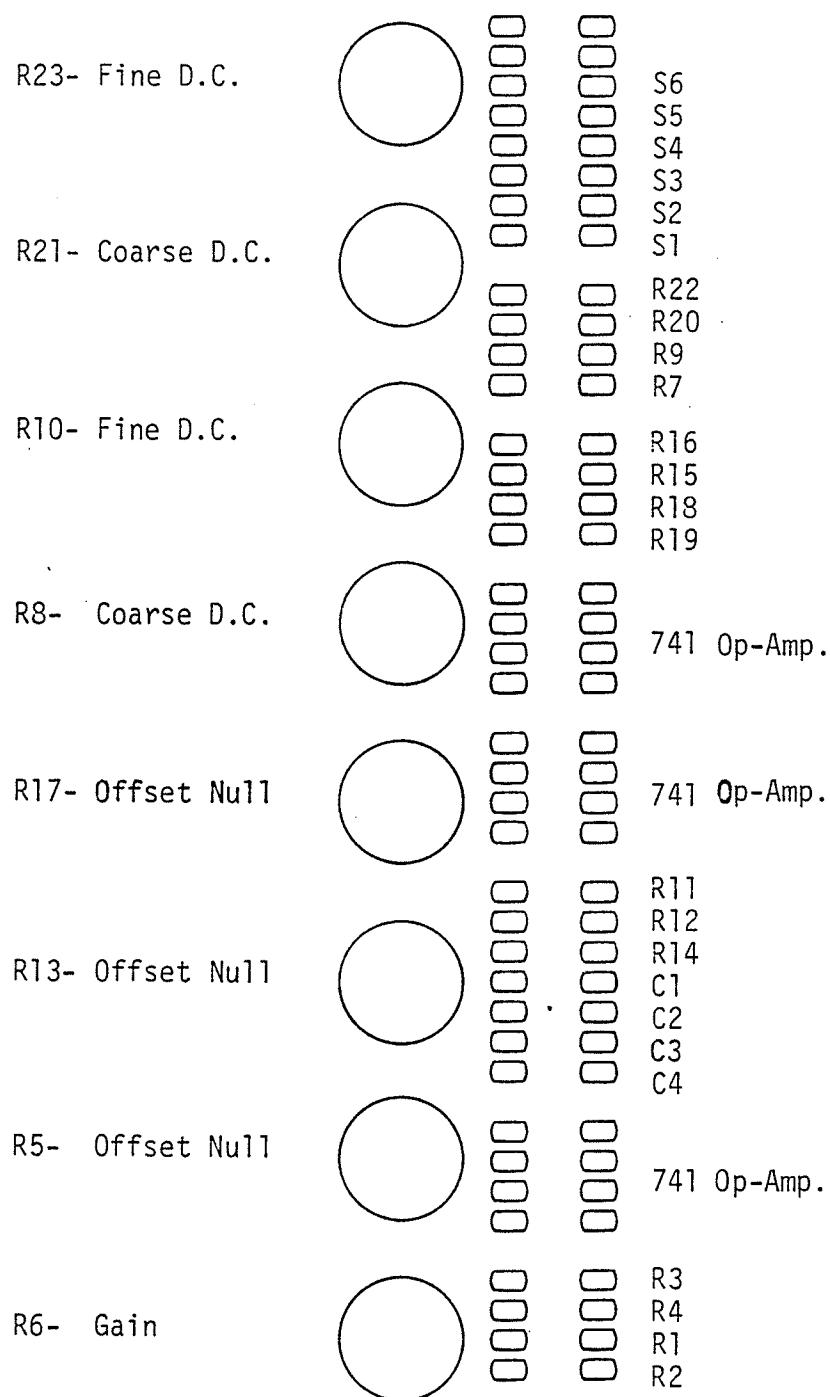 R23- Fine D.C.
S6
S5
S4
S3
S2
S1
R21- Coarse D.C.
R22
R20
R9
R7
R10- Fine D.C.
R16
R15
R18
R19
R8- Coarse D.C.
741 Op-Amp.
R17- Offset Null
741 Op-Amp.
R11
R12
R14
C1
C2
C3
C4
R13- Offset Null
R5- Offset Null
741 Op-Amp.
R6- Gain
R3
R4
R1
R2